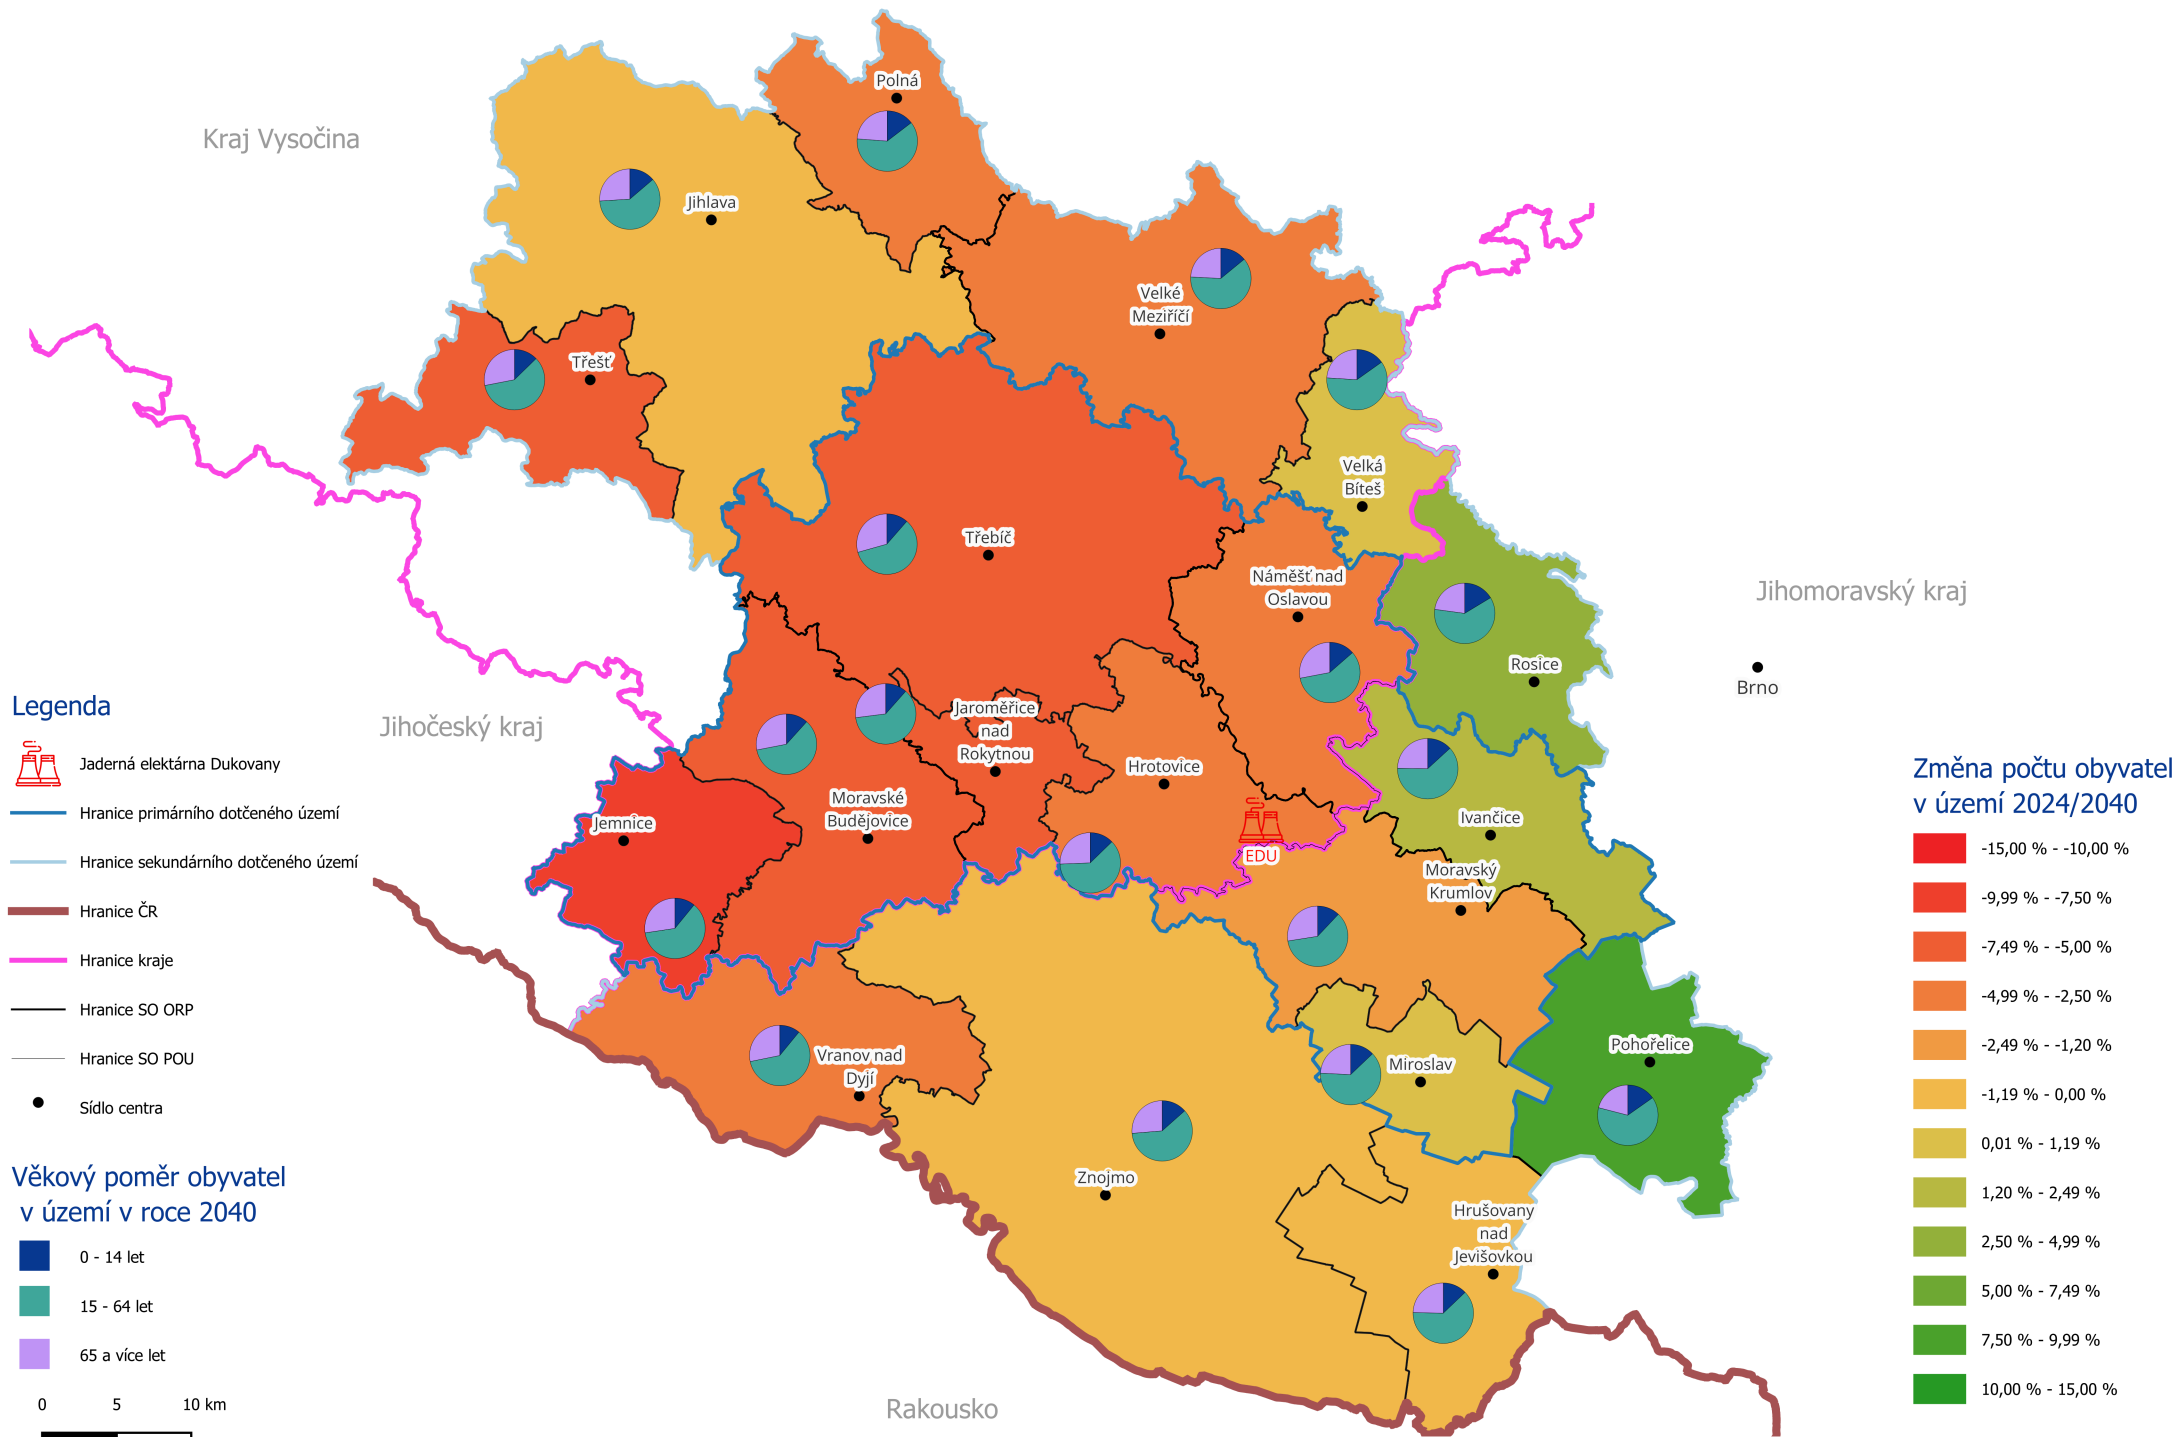 Kraj Vysočina
Polná
Jihlava
Velké
Meziříčí
Třešť
Velká
Bíteš
Třebíč
Náměšť nad
Oslavou
Jihomoravský kraj
Rosice
Brno
Jihočeský kraj
Jaroměřice
nad
Rokytnou
Hrotovice
Moravské
Budějovice
Jemnice
Ivančice
EDU
Moravský
Krumlov
Vranov nad
Dyjí
Miroslav
Pohořelice
Znojmo
Hrušovany
nad
Jevišovkou
Rakousko
Legenda
Jaderná elektárna Dukovany
Hranice primárního dotčeného území
Hranice sekundárního dotčeného území
Hranice ČR
Hranice kraje
Hranice SO ORP
Hranice SO POU
Sídlo centra
Věkový poměr obyvatel
v území v roce 2040
0 - 14 let
15 - 64 let
65 a více let
0 5 10 km
Změna počtu obyvatel
v území 2024/2040
-15,00 % - -10,00 %
-9,99 % - -7,50 %
-7,49 % - -5,00 %
-4,99 % - -2,50 %
-2,49 % - -1,20 %
-1,19 % - 0,00 %
0,01 % - 1,19 %
1,20 % - 2,49 %
2,50 % - 4,99 %
5,00 % - 7,49 %
7,50 % - 9,99 %
10,00 % - 15,00 %